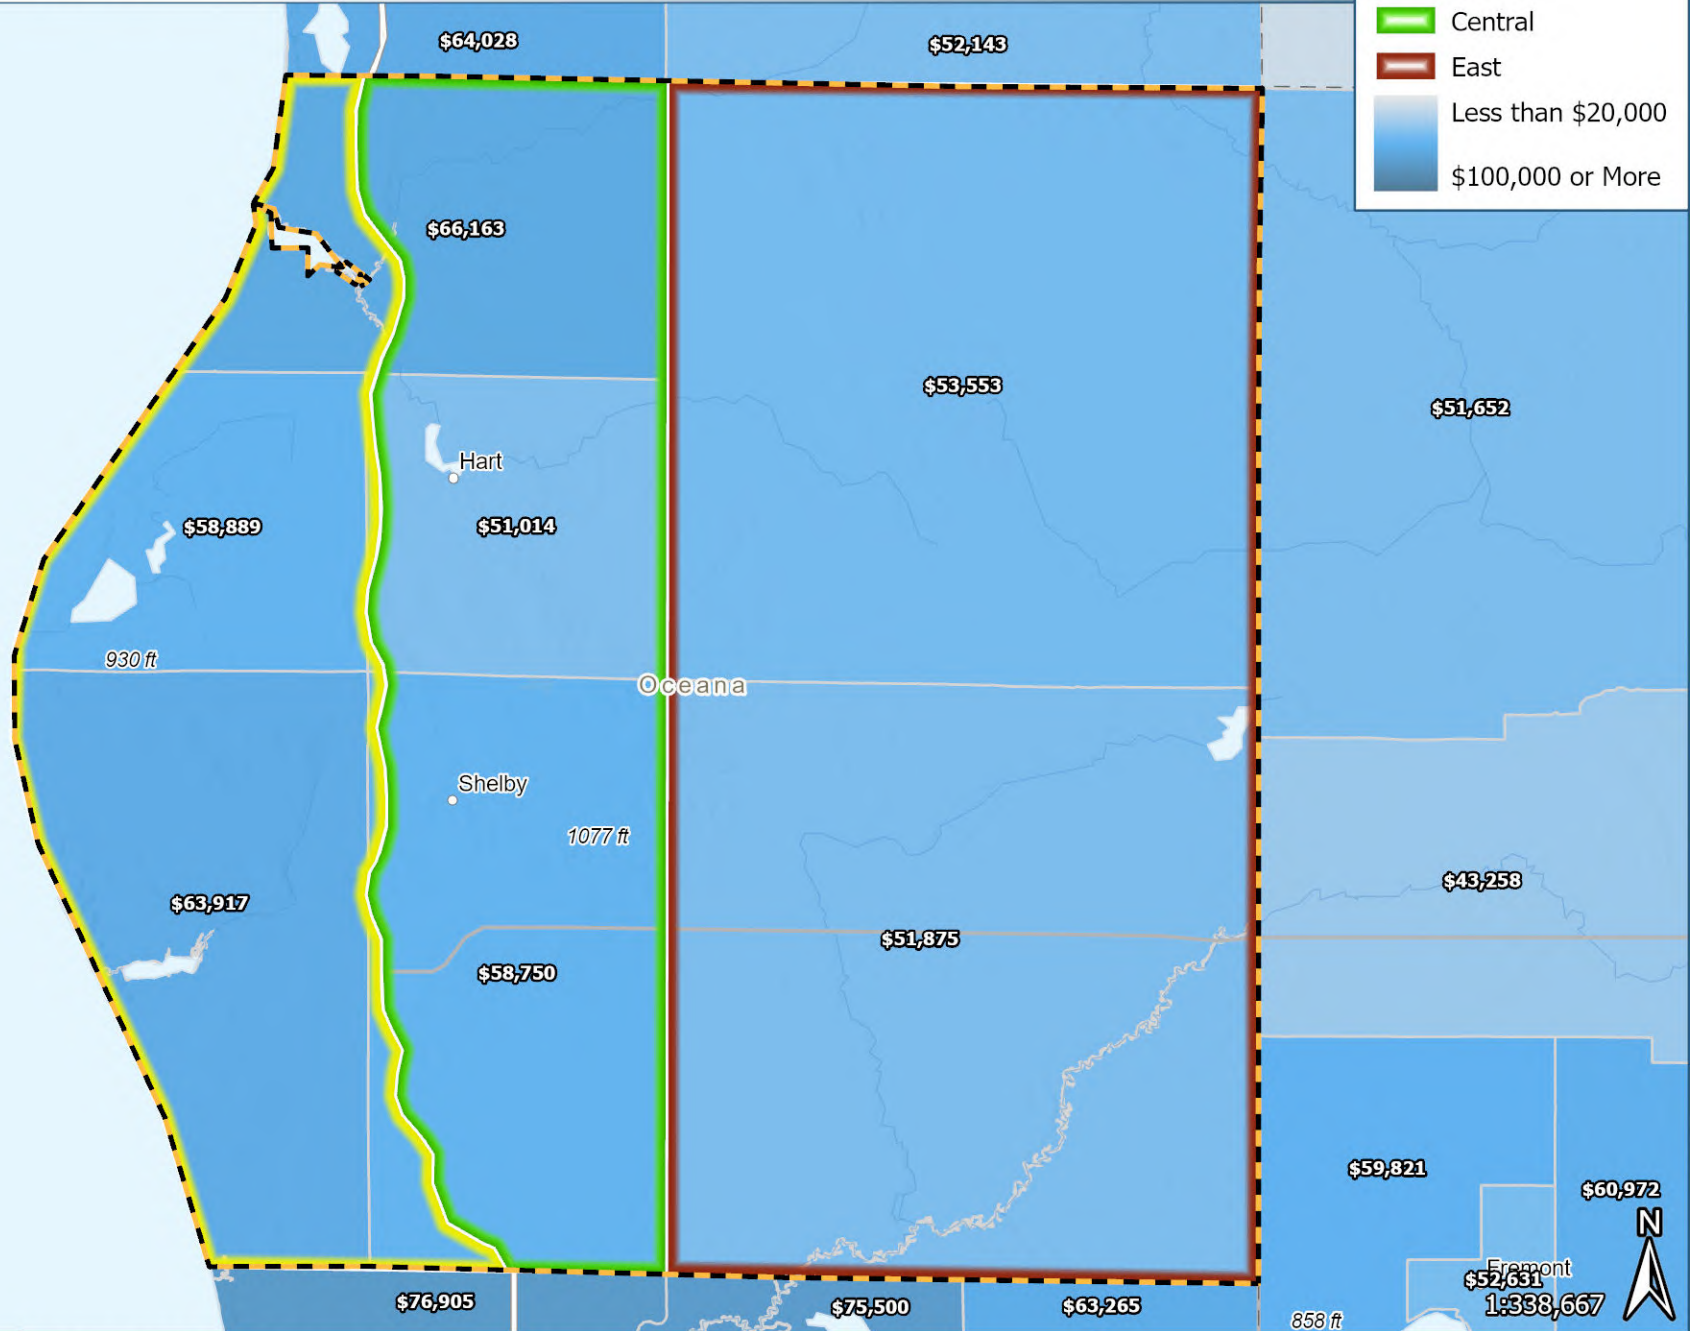 Central
East
Less than $20,000
$100,000 or More
$64,028
$52,143
$66,163
$53,553
$51,652
Hart
$58,889
$51,014
930 ft
Oceana
Shelby
1077 ft
$43,258
$63,917
$51,875
$58,750
$59,821
$60,972
N
Fremont
$52,631
$76,905
$75,500
$63,265
1:338,667
858 ft